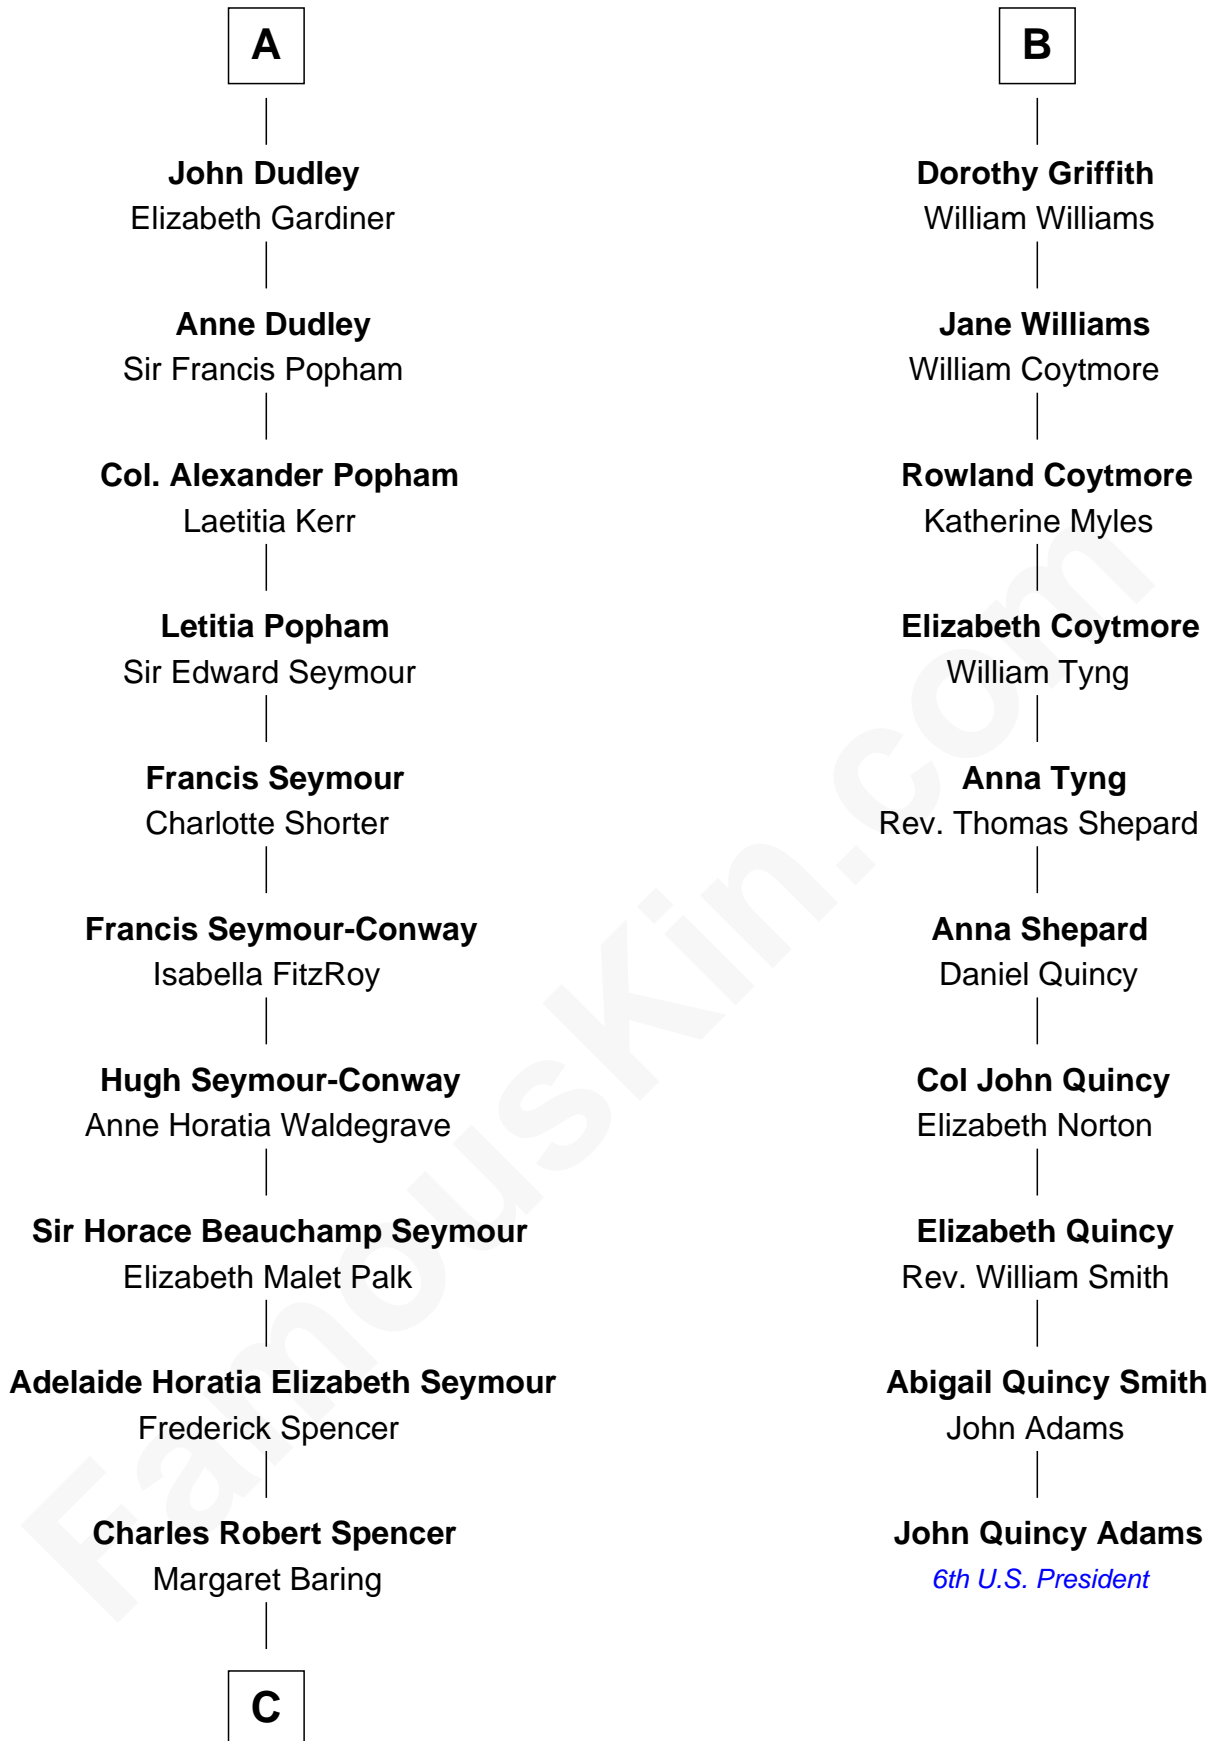 A
John Dudley
Elizabeth Gardiner
Anne Dudley
Sir Francis Popham
Col. Alexander Popham
Laetitia Kerr
Letitia Popham
Sir Edward Seymour
Francis Seymour
Charlotte Shorter
Francis Seymour-Conway
Isabella FitzRoy
Hugh Seymour-Conway
Anne Horatia Waldegrave
Sir Horace Beauchamp Seymour
Elizabeth Malet Palk
Adelaide Horatia Elizabeth Seymour
Frederick Spencer
Charles Robert Spencer
Margaret Baring
C
B
Dorothy Griffith
William Williams
Jane Williams
William Coytmore
Rowland Coytmore
Katherine Myles
Elizabeth Coytmore
William Tyng
Anna Tyng
Rev. Thomas Shepard
Anna Shepard
Daniel Quincy
Col John Quincy
Elizabeth Norton
Elizabeth Quincy
Rev. William Smith
Abigail Quincy Smith
John Adams
John Quincy Adams
6th U.S. President
FamousKin.com